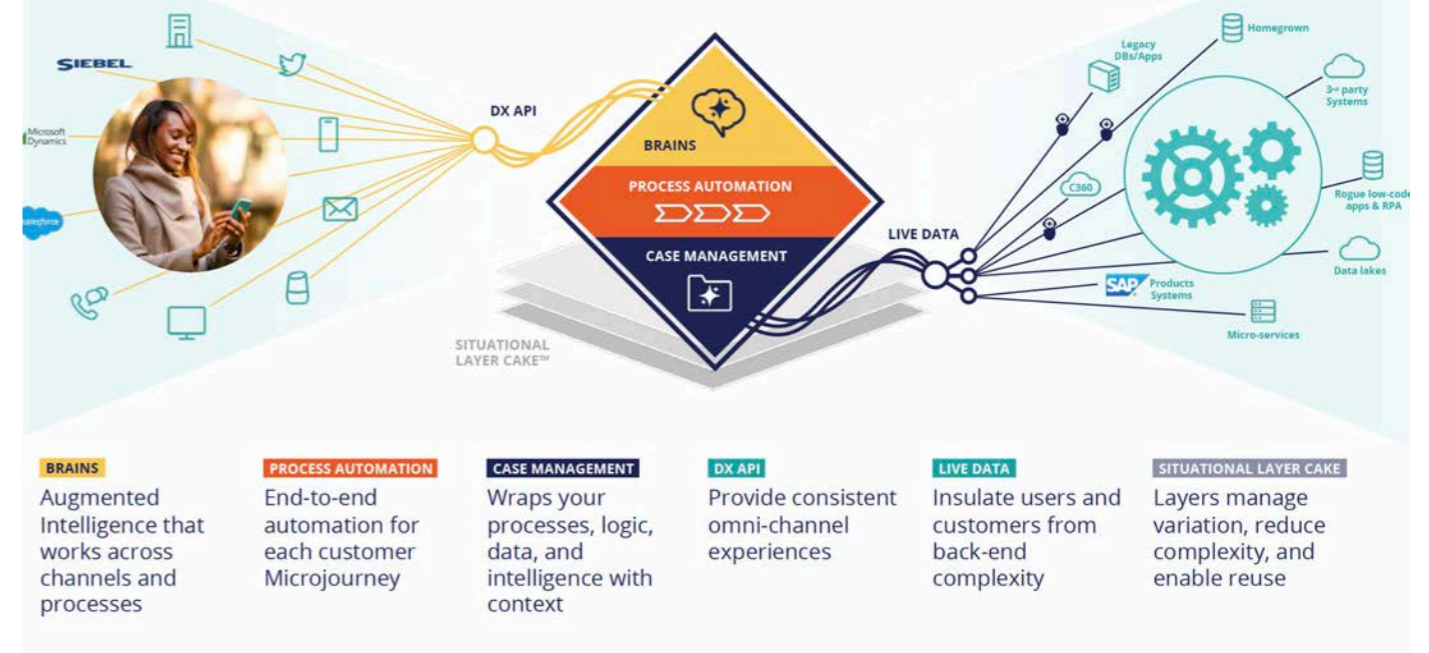 SIEBEL
Microsoft
Dynamics
salesforce
DX API
BRAINS
PROCESS AUTOMATION
CASE MANAGEMENT
SITUATIONAL
LAYER CAKE™
LIVE DATA
Legacy
DBs/Apps
Homegrown
3rd party
Systems
C360
Rogue low-code
apps & RPA
Data lakes
SAP
Products
Systems
Micro-services
BRAINS
Augmented
Intelligence that
works across
channels and
processes
PROCESS AUTOMATION
End-to-end
automation for
each customer
Microjourney
CASE MANAGEMENT
Wraps your
processes, logic,
data, and
intelligence with
context
DX API
Provide consistent
omni-channel
experiences
LIVE DATA
Insulate users and
customers from
back-end
complexity
SITUATIONAL LAYER CAKE
Layers manage
variation, reduce
complexity, and
enable reuse